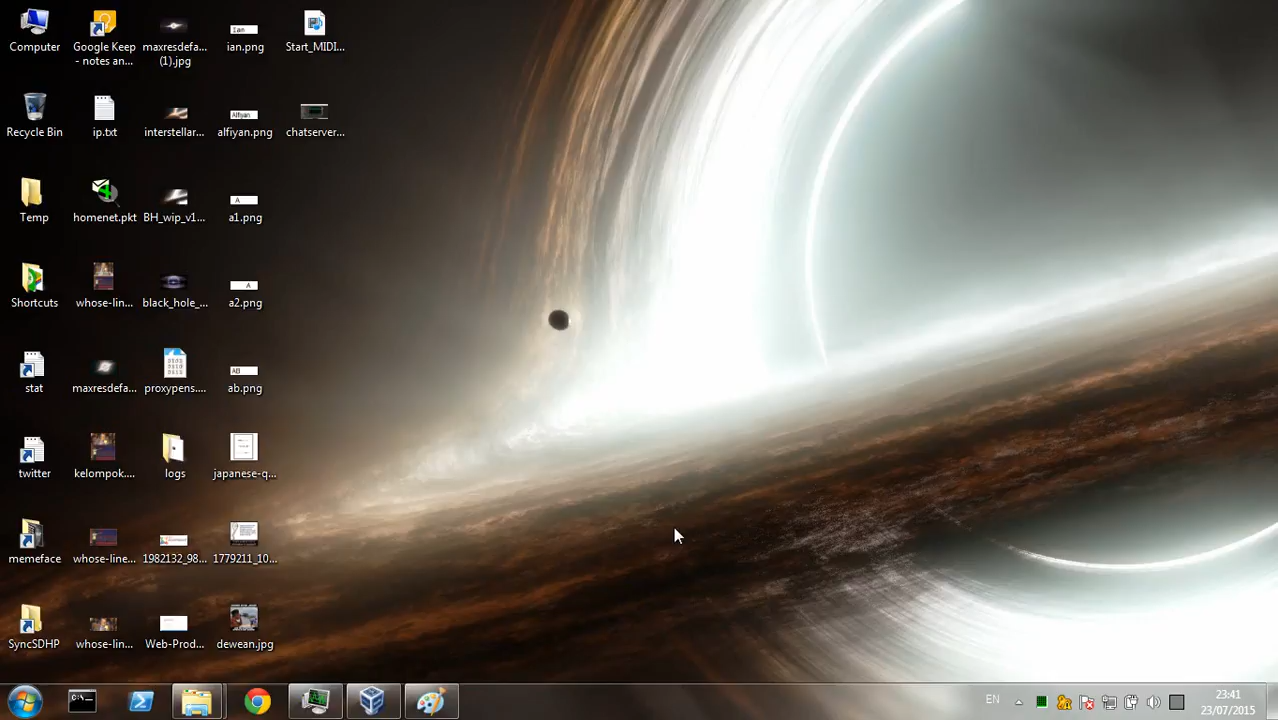 Computer
Google Keep
- notes an...
maxresdefa...
(1).jpg
ian.png
Start_MIDI...
Recycle Bin
ip.txt
interstellar...
alfiyan.png
chatserver...
Temp
homenet.pkt
BH_wip_v1...
a1.png
Shortcuts
whose-lin...
black_hole_...
a2.png
stat
maxresdefa...
proxypens....
ab.png
twitter
kelompok....
logs
japanese-q...
memeface
whose-line...
1982132_98...
1779211_10...
SyncSDHP
whose-lin...
Web-Prod...
dewean.jpg
Ian
Alfiyan
A
A
AB
C:\_
EN
23:41
23/07/2015